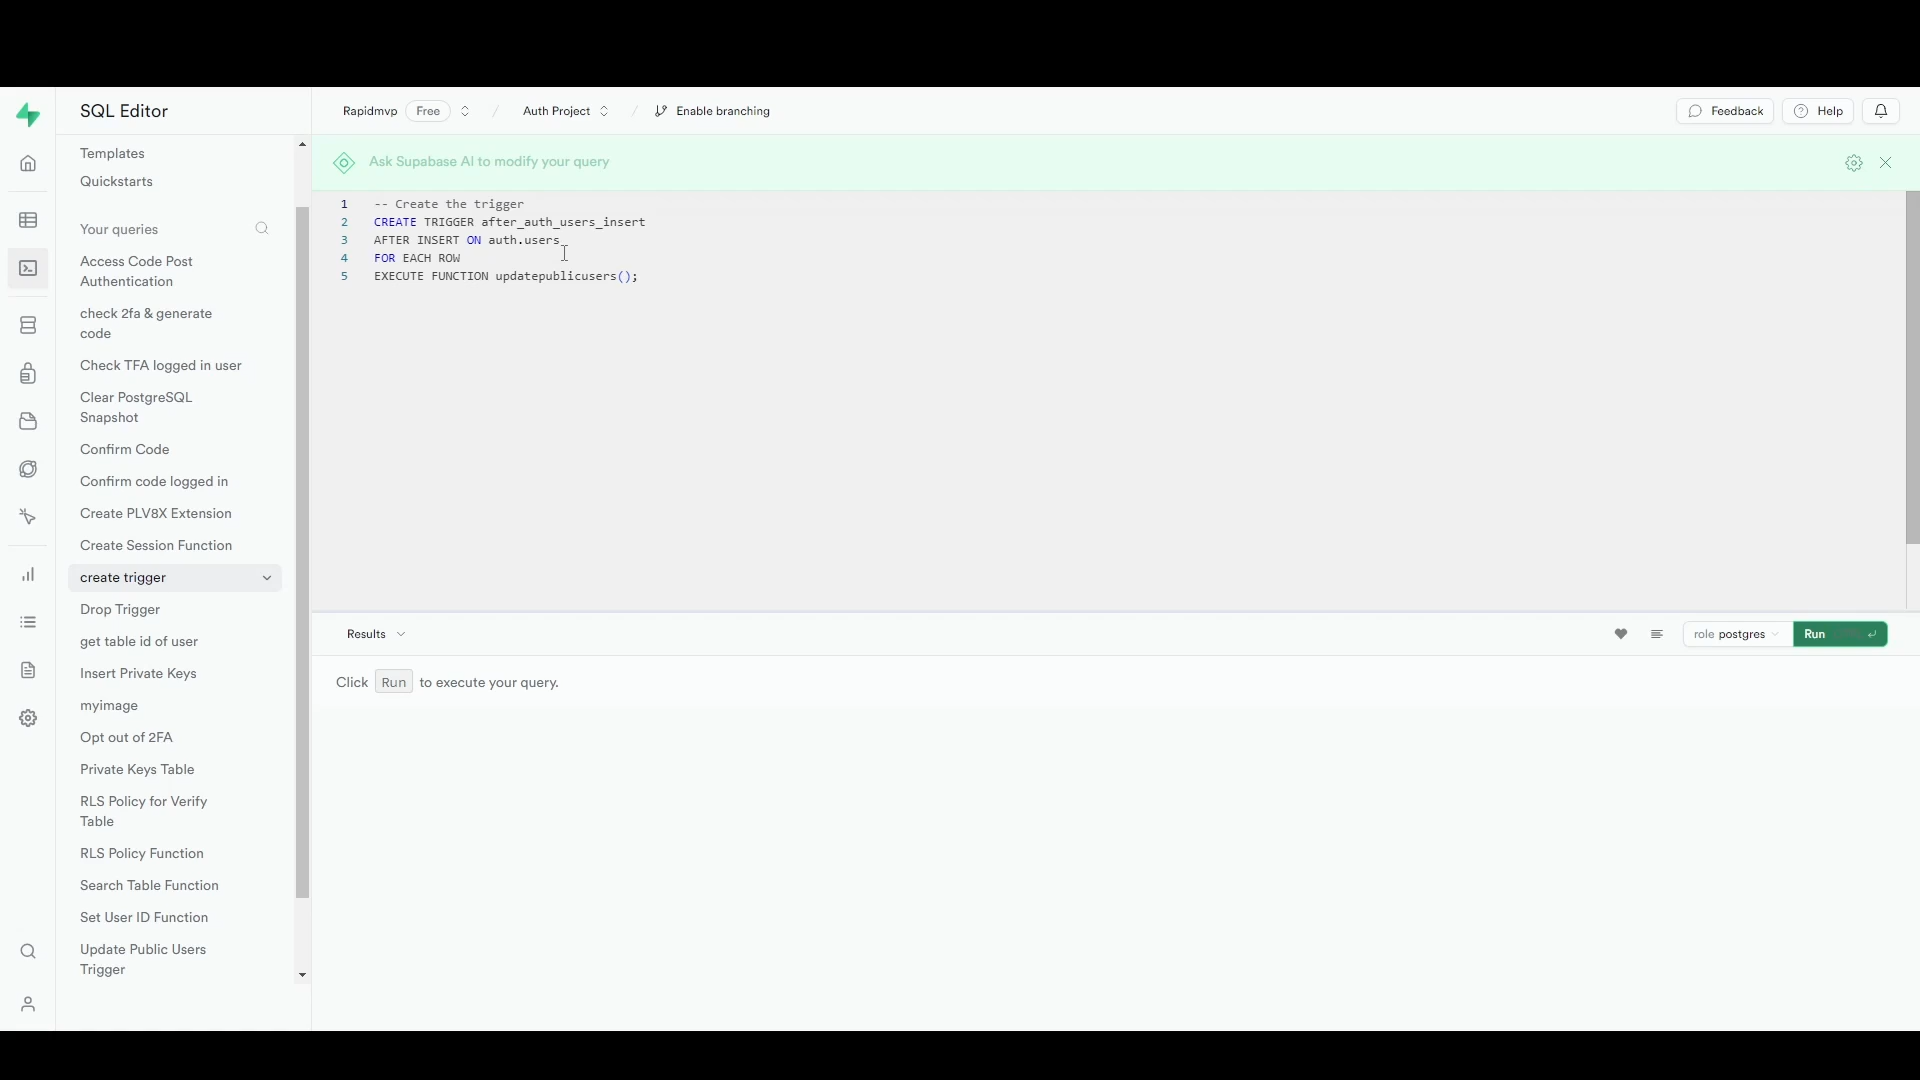 SQL Editor
Rapidmvp Free / Auth Project / Enable branching
Feedback
Help
Templates
Quickstarts
Your queries
Access Code Post
Authentication
check 2fa & generate
code
Check TFA logged in user
Clear PostgreSQL
Snapshot
Confirm Code
Confirm code logged in
Create PLV8X Extension
Create Session Function
create trigger
Drop Trigger
get table id of user
Insert Private Keys
myimage
Opt out of 2FA
Private Keys Table
RLS Policy for Verify
Table
RLS Policy Function
Search Table Function
Set User ID Function
Update Public Users
Trigger
Ask Supabase AI to modify your query
1 -- Create the trigger
2 CREATE TRIGGER after_auth_users_insert
3 AFTER INSERT ON auth.users
4 FOR EACH ROW
5 EXECUTE FUNCTION updatepublicusers();
Results
role postgres
Run
Click Run to execute your query.